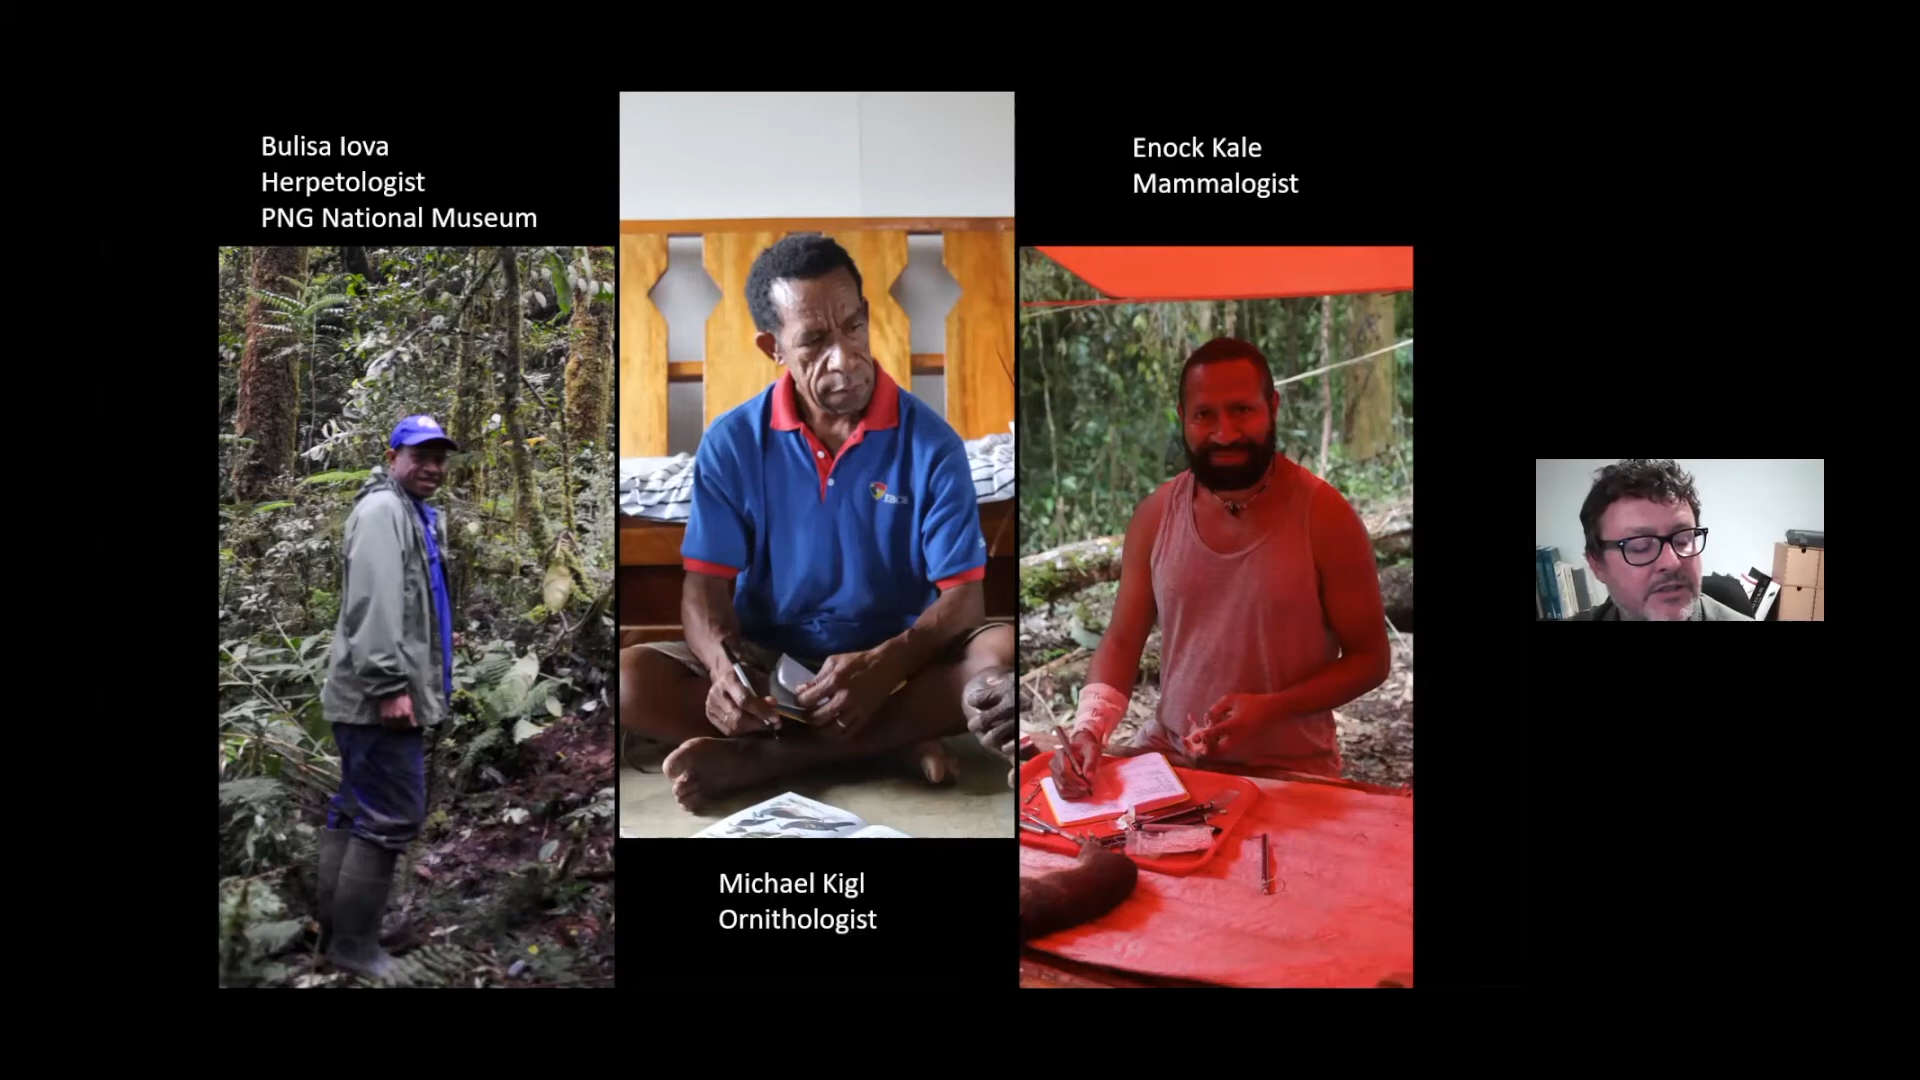 Bulisa Iova
Herpetologist
PNG National Museum
Enock Kale
Mammalogist
Michael Kigl
Ornithologist